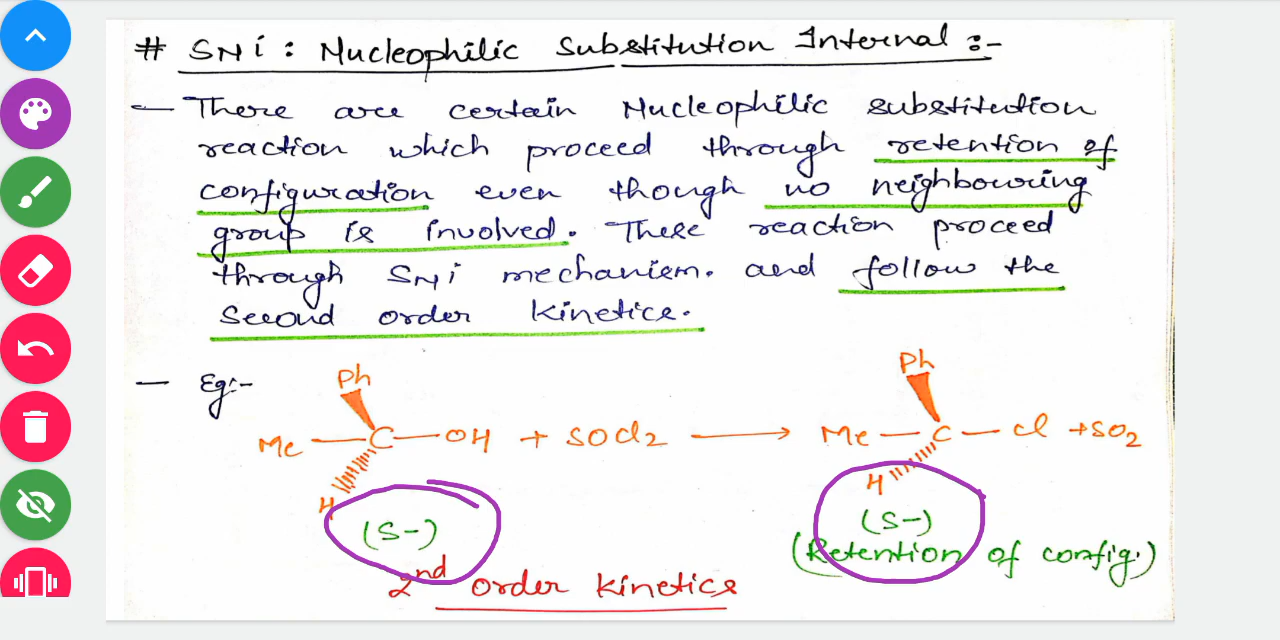 # SNi : Nucleophilic Substitution Internal :-
— There are certain Nucleophilic substitution
reaction which proceed through retention of
configuration even though no neighbouring
group is involved. These reaction proceed
through SNi mechanism. and follow the
Second order kinetics.
— Eg:-
Ph
Me — C — OH + SOCl2 ⟶
H
(S-)
Ph
Me — C — Cl + SO2
H
(S-)
(Retention of config.)
2nd order kinetics